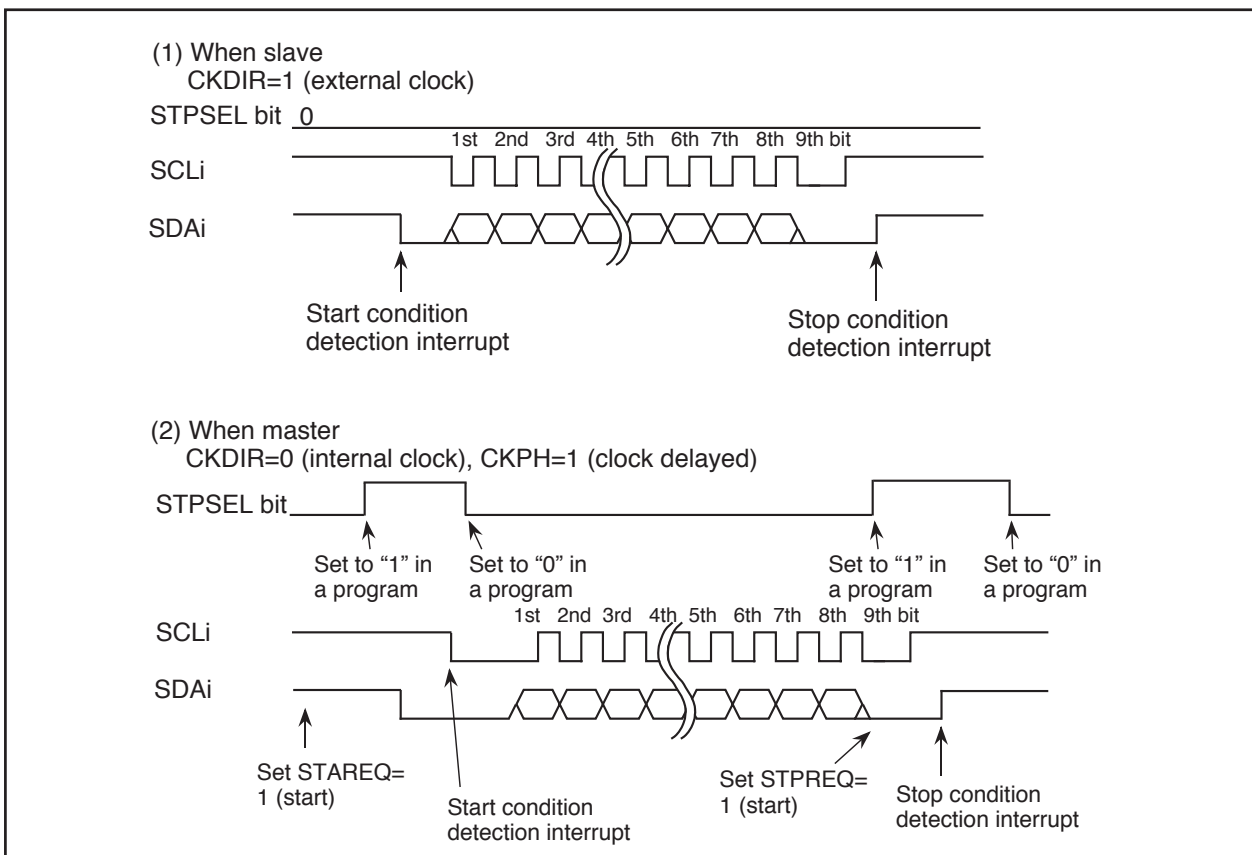 (1) When slave
CKDIR=1 (external clock)
STPSEL bit 0
1st 2nd 3rd 4th 5th 6th 7th 8th 9th bit
SCLi
SDAi
Start condition
detection interrupt
Stop condition
detection interrupt
(2) When master
CKDIR=0 (internal clock), CKPH=1 (clock delayed)
STPSEL bit
Set to “1” in
a program
Set to “0” in
a program
Set to “1” in
a program
Set to “0” in
a program
1st 2nd 3rd 4th 5th 6th 7th 8th 9th bit
SCLi
SDAi
Set STAREQ=
1 (start)
Start condition
detection interrupt
Set STPREQ=
1 (start)
Stop condition
detection interrupt